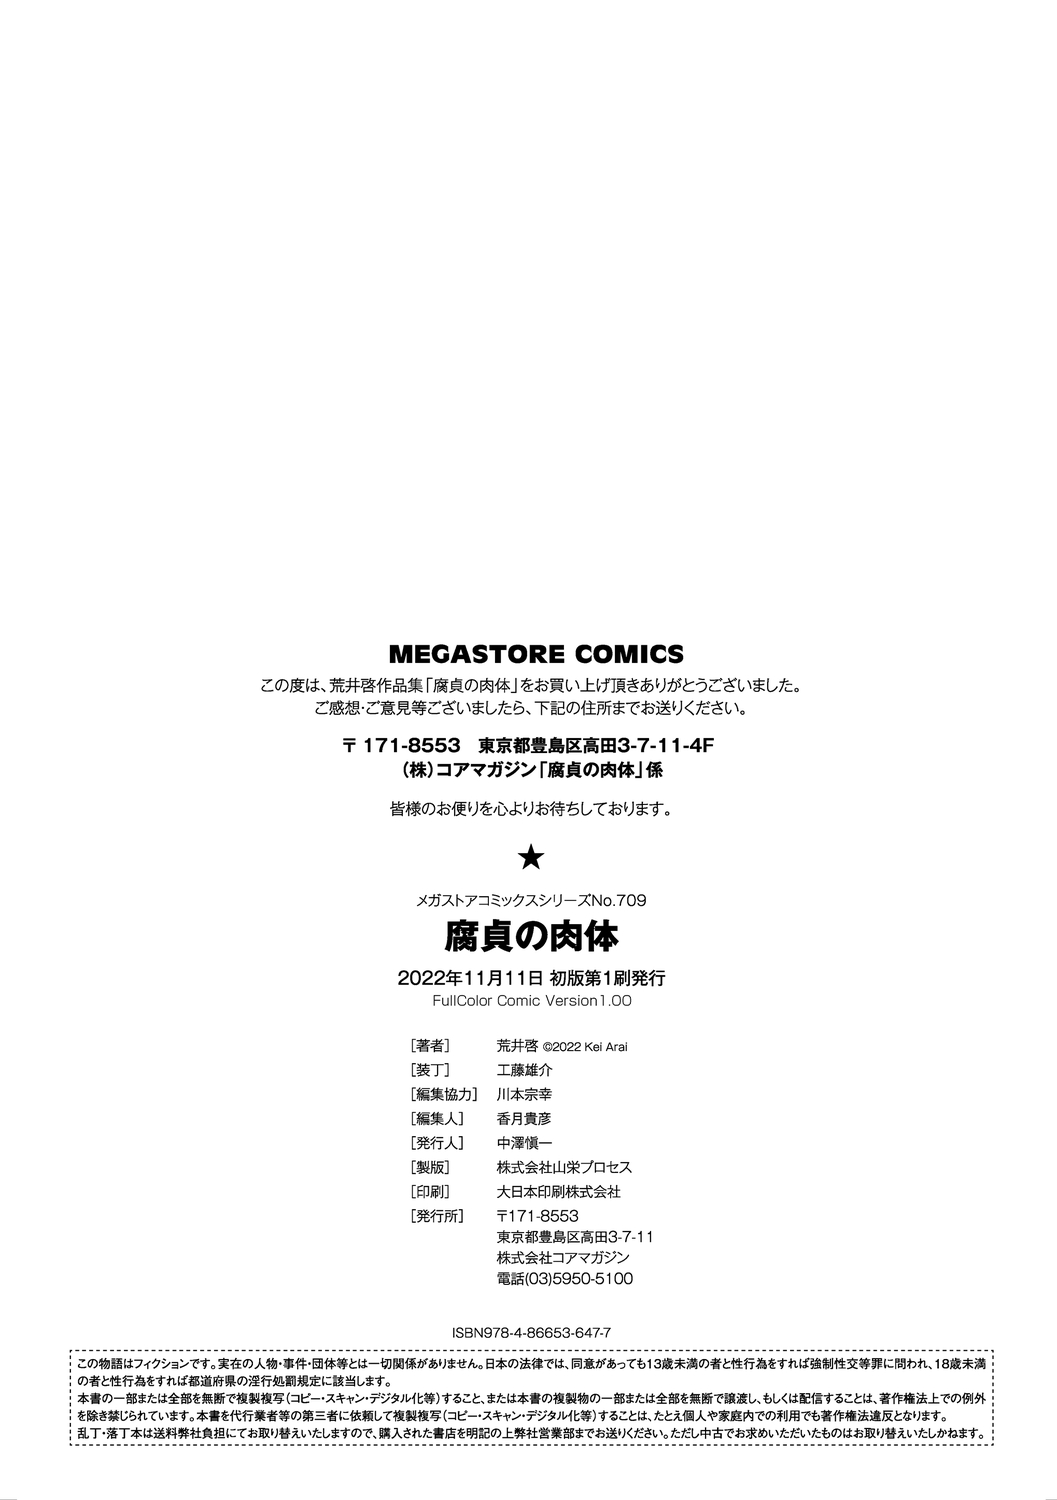 MEGASTORE COMICS
この度は、荒井啓作品集「腐貞の肉体」をお買い上げ頂きありがとうございました。
ご感想・ご意見等ございましたら、下記の住所までお送りください。
〒171-8553　東京都豊島区高田3-7-11-4F
（株）コアマガジン「腐貞の肉体」係
皆様のお便りを心よりお待ちしております。
★
メガストアコミックスシリーズNo.709
腐貞の肉体
2022年11月11日 初版第1刷発行
FullColor Comic Version1.00
［著者］　荒井啓 ©2022 Kei Arai
［装丁］　工藤雄介
［編集協力］　川本宗幸
［編集人］　香月貴彦
［発行人］　中澤愼一
［製版］　株式会社山栄プロセス
［印刷］　大日本印刷株式会社
［発行所］　〒171-8553
東京都豊島区高田3-7-11
株式会社コアマガジン
電話(03)5950-5100
ISBN978-4-86653-647-7
この物語はフィクションです。実在の人物・事件・団体等とは一切関係がありません。日本の法律では、同意があっても13歳未満の者と性行為をすれば強制性交等罪に問われ、18歳未満
の者と性行為をすれば都道府県の淫行処罰規定に該当します。
本書の一部または全部を無断で複製複写（コピー・スキャン・デジタル化等）すること、または本書の複製物の一部または全部を無断で譲渡し、もしくは配信することは、著作権法上での例外
を除き禁じられています。本書を代行業者等の第三者に依頼して複製複写（コピー・スキャン・デジタル化等）することは、たとえ個人や家庭内での利用でも著作権法違反となります。
乱丁・落丁本は送料弊社負担にてお取り替えいたしますので、購入された書店を明記の上弊社営業部までお送りください。ただし中古でお求めいただいたものはお取り替えいたしかねます。